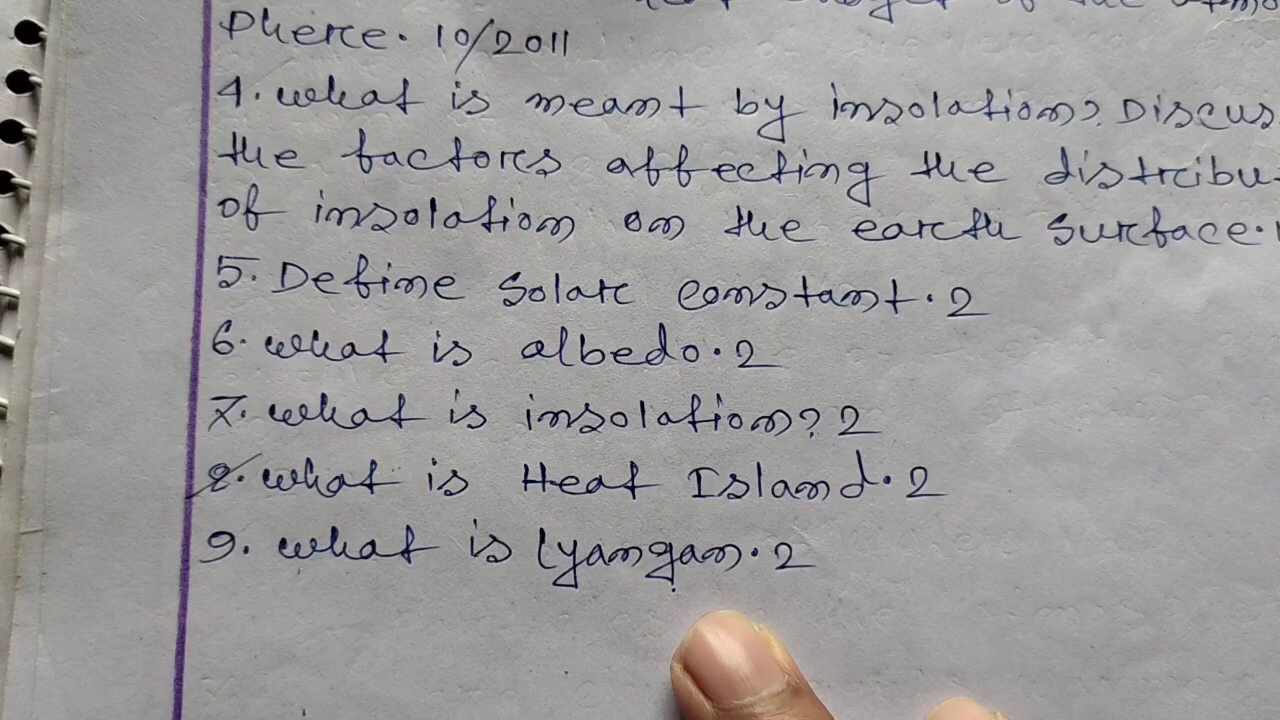 phere. 10/2011
4. what is meant by insolation? Discus
the factors affecting the distribu-
of insolation on the earth surface.
5. Define Solar constant. 2
6. what is albedo. 2
7. what is insolation? 2
8. what is Heat Island. 2
9. what is lyangan. 2